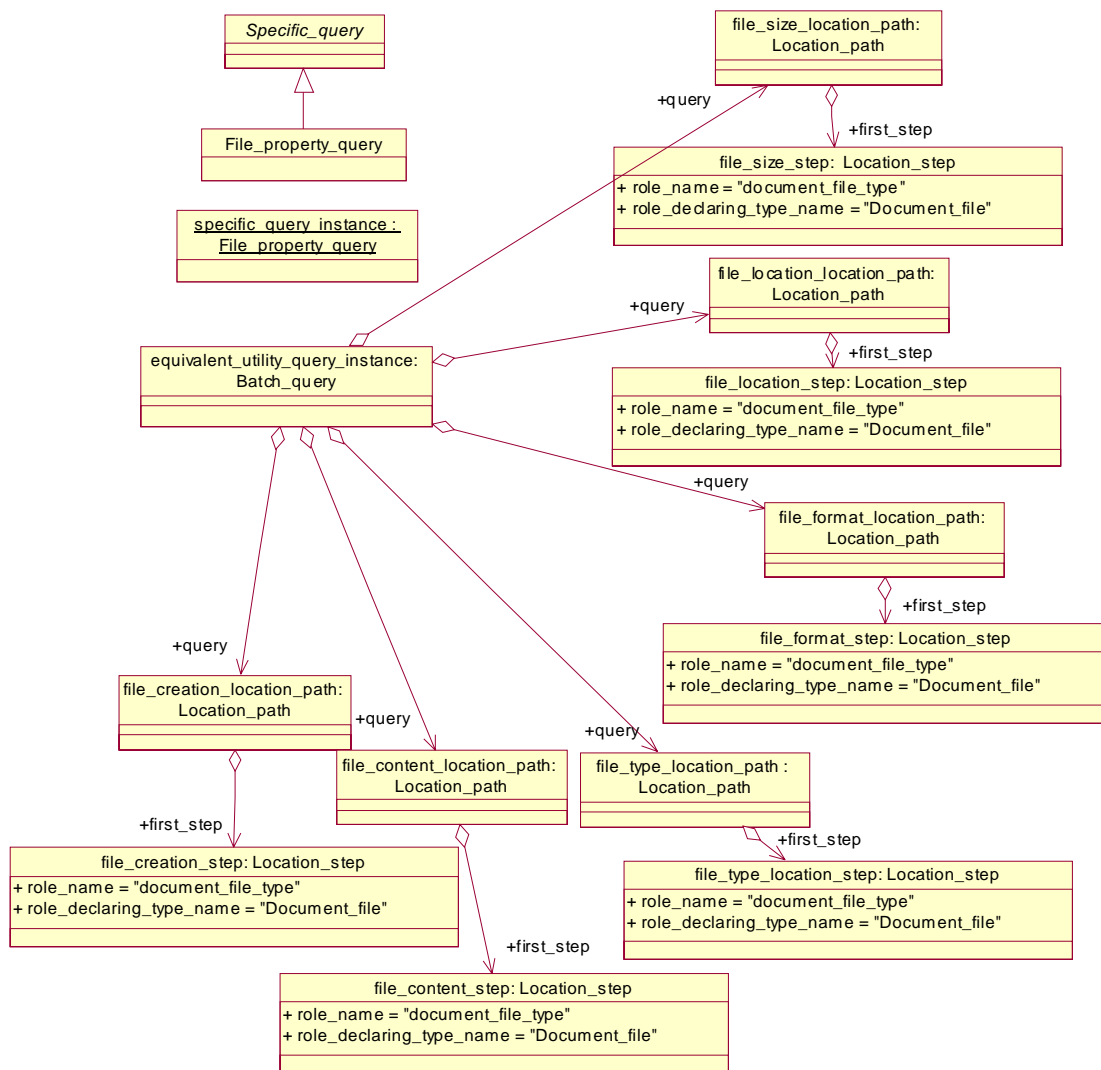 Specific_query
File_property_query
specific_query_instance :
File_property_query
file_size_location_path:
Location_path
+query
+first_step
file_size_step: Location_step
+ role_name = "document_file_type"
+ role_declaring_type_name = "Document_file"
file_location_location_path:
Location_path
+query
+first_step
equivalent_utility_query_instance:
Batch_query
file_location_step: Location_step
+ role_name = "document_file_type"
+ role_declaring_type_name = "Document_file"
+query
file_format_location_path:
Location_path
+first_step
file_format_step: Location_step
+ role_name = "document_file_type"
+ role_declaring_type_name = "Document_file"
+query
file_creation_location_path:
Location_path
+query
+query
file_content_location_path:
Location_path
file_type_location_path :
Location_path
+first_step
+first_step
file_creation_step: Location_step
+ role_name = "document_file_type"
+ role_declaring_type_name = "Document_file"
file_type_location_step: Location_step
+ role_name = "document_file_type"
+ role_declaring_type_name = "Document_file"
+first_step
file_content_step: Location_step
+ role_name = "document_file_type"
+ role_declaring_type_name = "Document_file"